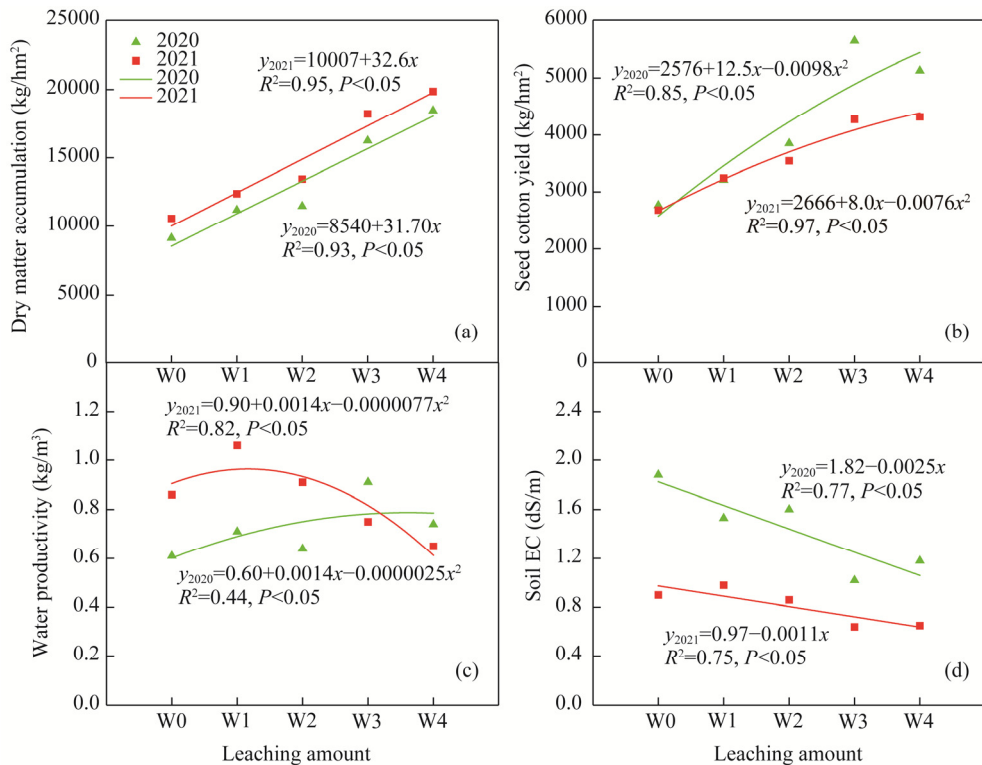 25000
20000
15000
10000
5000
0
Dry matter accumulation (kg/hm²)
2020
2021
2020
2021
y₂₀₂₁=10007+32.6x
R²=0.95, P<0.05
y₂₀₂₀=8540+31.70x
R²=0.93, P<0.05
(a)
W0 W1 W2 W3 W4
6000
5000
4000
3000
2000
1000
0
Seed cotton yield (kg/hm²)
y₂₀₂₀=2576+12.5x−0.0098x²
R²=0.85, P<0.05
y₂₀₂₁=2666+8.0x−0.0076x²
R²=0.97, P<0.05
(b)
W0 W1 W2 W3 W4
1.2
1.0
0.8
0.6
0.4
0.2
0.0
Water productivity (kg/m³)
y₂₀₂₁=0.90+0.0014x−0.0000077x²
R²=0.82, P<0.05
y₂₀₂₀=0.60+0.0014x−0.0000025x²
R²=0.44, P<0.05
(c)
W0 W1 W2 W3 W4
Leaching amount
2.4
2.0
1.6
1.2
0.8
0.4
0.0
Soil EC (dS/m)
y₂₀₂₀=1.82−0.0025x
R²=0.77, P<0.05
y₂₀₂₁=0.97−0.0011x
R²=0.75, P<0.05
(d)
W0 W1 W2 W3 W4
Leaching amount